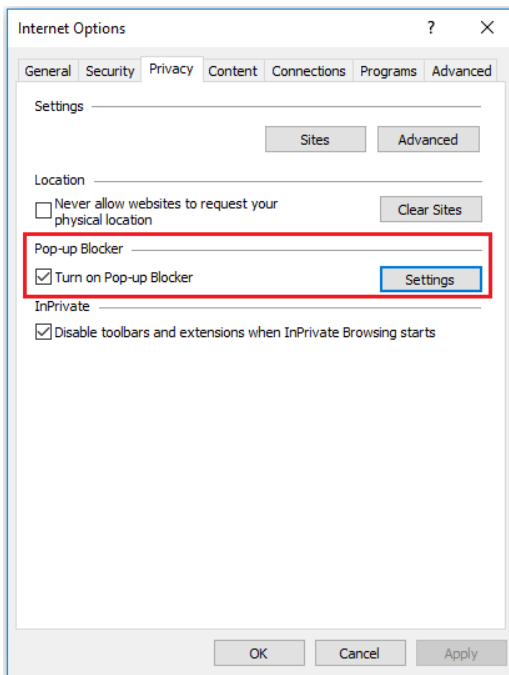 Internet Options ? ×
General Security Privacy Content Connections Programs Advanced
Settings
Sites Advanced
Location
Never allow websites to request your
physical location
Clear Sites
Pop-up Blocker
Turn on Pop-up Blocker Settings
InPrivate
Disable toolbars and extensions when InPrivate Browsing starts
OK Cancel Apply